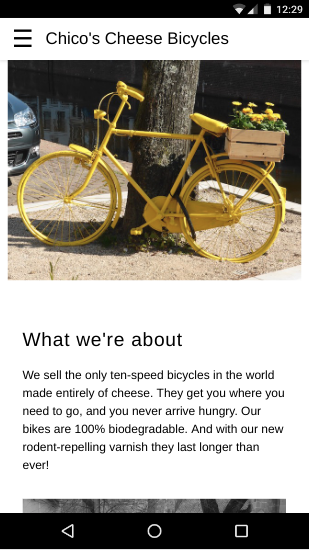 12:29
Chico's Cheese Bicycles
What we're about
We sell the only ten-speed bicycles in the world
made entirely of cheese. They get you where you
need to go, and you never arrive hungry. Our
bikes are 100% biodegradable. And with our new
rodent-repelling varnish they last longer than
ever!